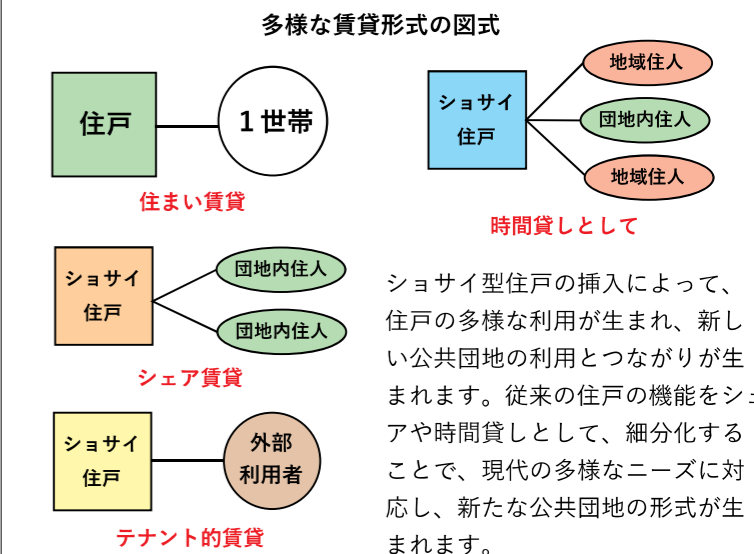 多様な賃貸形式の図式
住戸
1世帯
住まい賃貸
ショサイ
住戸
地域住人
団地内住人
地域住人
時間貸しとして
ショサイ
住戸
団地内住人
団地内住人
シェア賃貸
ショサイ
住戸
外部
利用者
テナント的賃貸
ショサイ型住戸の挿入によって、
住戸の多様な利用が生まれ、新し
い公共団地の利用とつながりが生
まれます。従来の住戸の機能をシェ
アや時間貸しとして、細分化する
ことで、現代の多様なニーズに対
応し、新たな公共団地の形式が生
まれます。